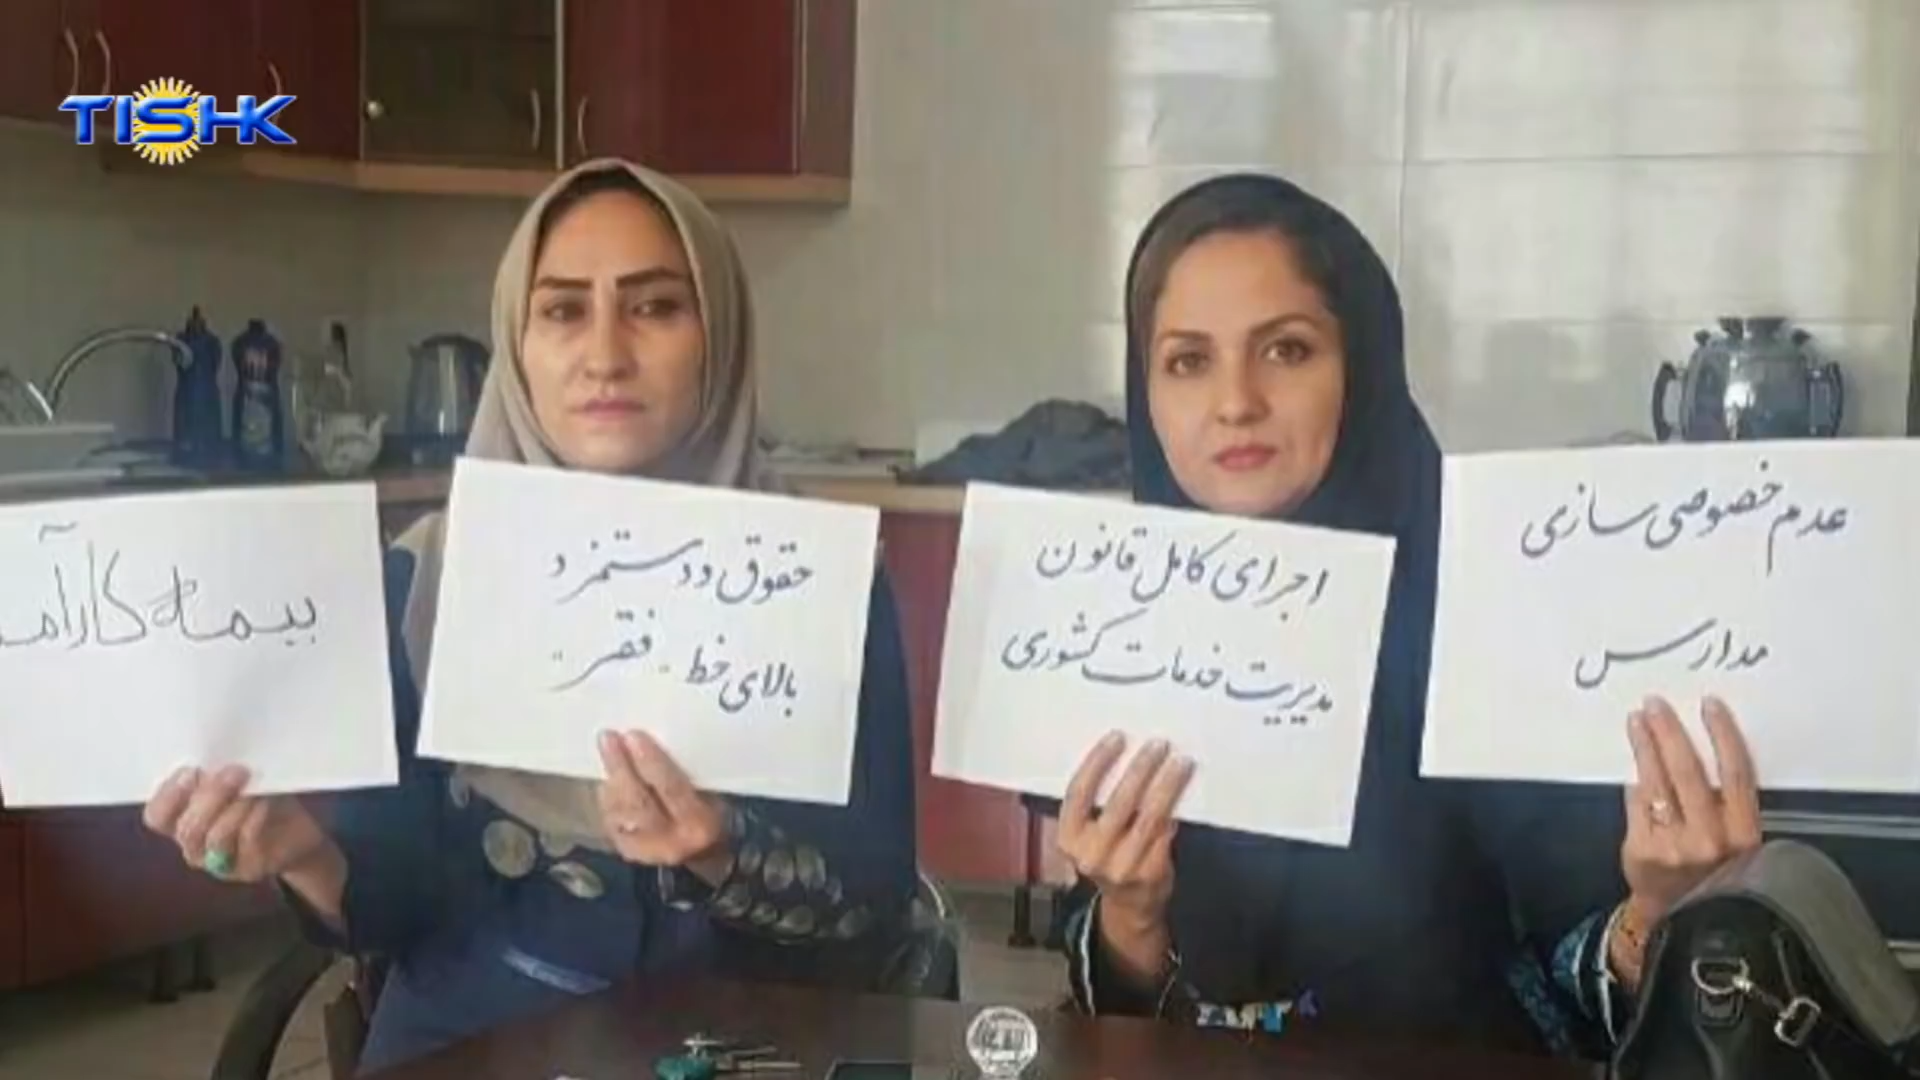 TISHK
عدم خصوصی سازی
مدارس
اجرای کامل قانون
مدیریت خدمات کشوری
حقوق و دستمزد
بالای خط فقر
بیمه کارآمد